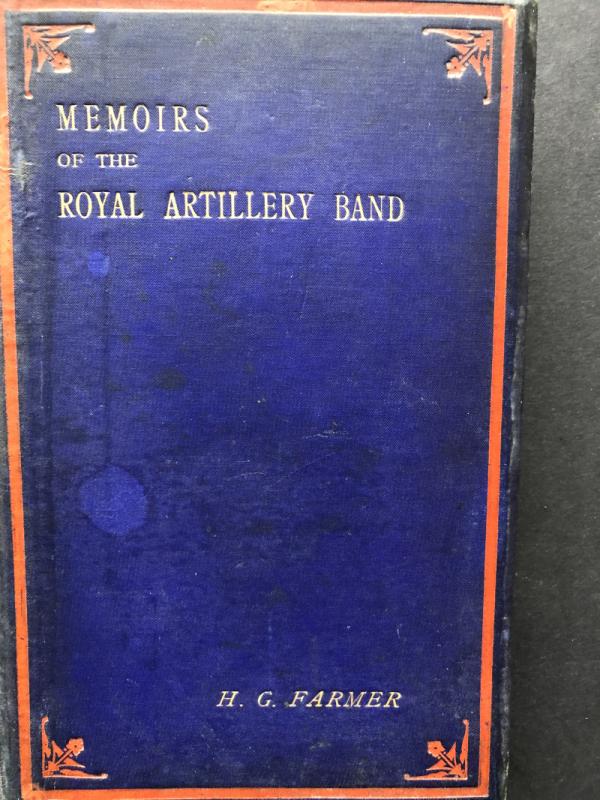 MEMOIRS
OF THE
ROYAL ARTILLERY BAND
H. G. FARMER